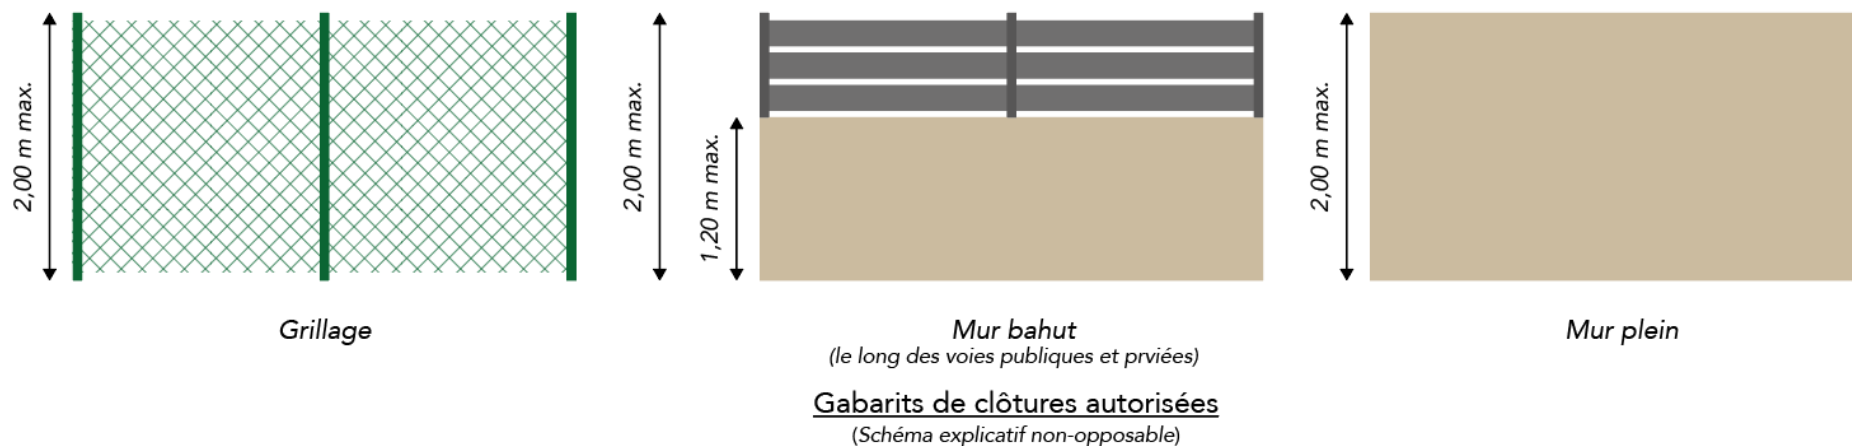 2,00 m max.
Grillage
2,00 m max.
1,20 m max.
Mur bahut
(le long des voies publiques et prviées)
2,00 m max.
Mur plein
Gabarits de clôtures autorisées
(Schéma explicatif non-opposable)